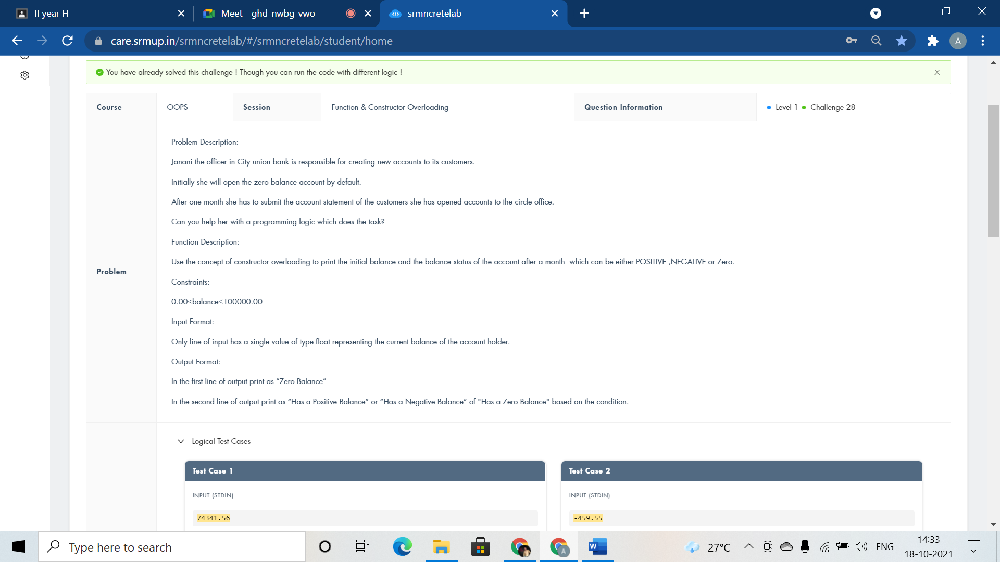 II year H
Meet - ghd-nwbg-vwo
srmncretelab
care.srmup.in/srmncretelab/#/srmncretelab/student/home
A
You have already solved this challenge ! Though you can run the code with different logic !
Course OOPS Session Function & Constructor Overloading Question Information Level 1 Challenge 28
Problem
Problem Description:
Janani the officer in City union bank is responsible for creating new accounts to its customers.
Initially she will open the zero balance account by default.
After one month she has to submit the account statement of the customers she has opened accounts to the circle office.
Can you help her with a programming logic which does the task?
Function Description:
Use the concept of constructor overloading to print the initial balance and the balance status of the account after a month  which can be either POSITIVE ,NEGATIVE or Zero.
Constraints:
0.00≤balance≤100000.00
Input Format:
Only line of input has a single value of type float representing the current balance of the account holder.
Output Format:
In the first line of output print as “Zero Balance”
In the second line of output print as “Has a Positive Balance” or “Has a Negative Balance” of "Has a Zero Balance" based on the condition.
Logical Test Cases
Test Case 1
INPUT (STDIN)
74341.56
Test Case 2
INPUT (STDIN)
-459.55
Type here to search
W
A
27°C
ENG
14:33
18-10-2021